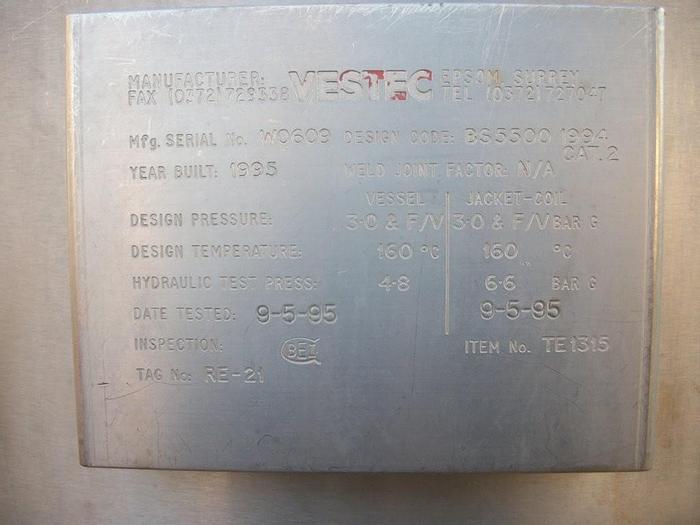 MANUFACTURER: VESTEC EPSOM, SURREY
FAX (0372) 729338 TEL (0372) 727047
Mfg. SERIAL No. W0609 DESIGN CODE: BS5500 1994
CAT.2
YEAR BUILT: 1995 WELD JOINT FACTOR: N/A
VESSEL JACKET-COIL
DESIGN PRESSURE: 3·0 & F/V 3·0 & F/V BAR G
DESIGN TEMPERATURE: 160 °C 160 °C
HYDRAULIC TEST PRESS: 4·8 6·6 BAR G
DATE TESTED: 9-5-95 9-5-95
INSPECTION: BEI ITEM No. TE1315
TAG No: RE-21